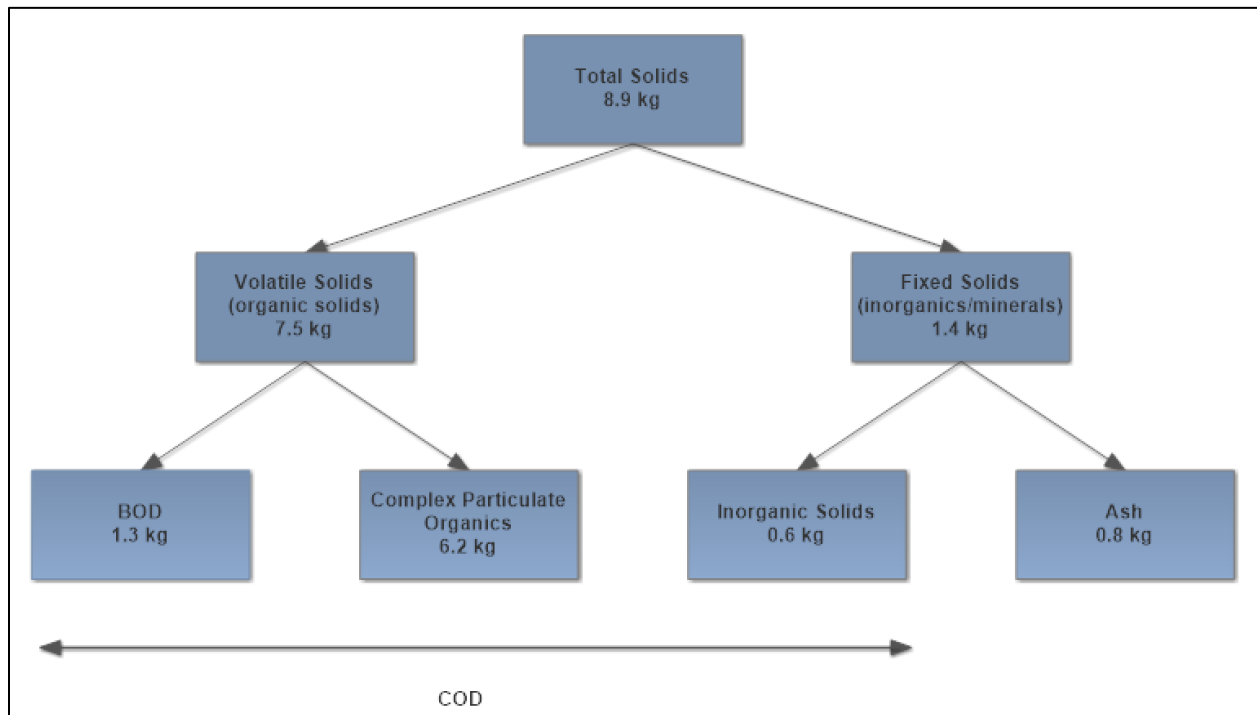 Total Solids
8.9 kg
Volatile Solids
(organic solids)
7.5 kg
Fixed Solids
(inorganics/minerals)
1.4 kg
BOD
1.3 kg
Complex Particulate
Organics
6.2 kg
Inorganic Solids
0.6 kg
Ash
0.8 kg
COD